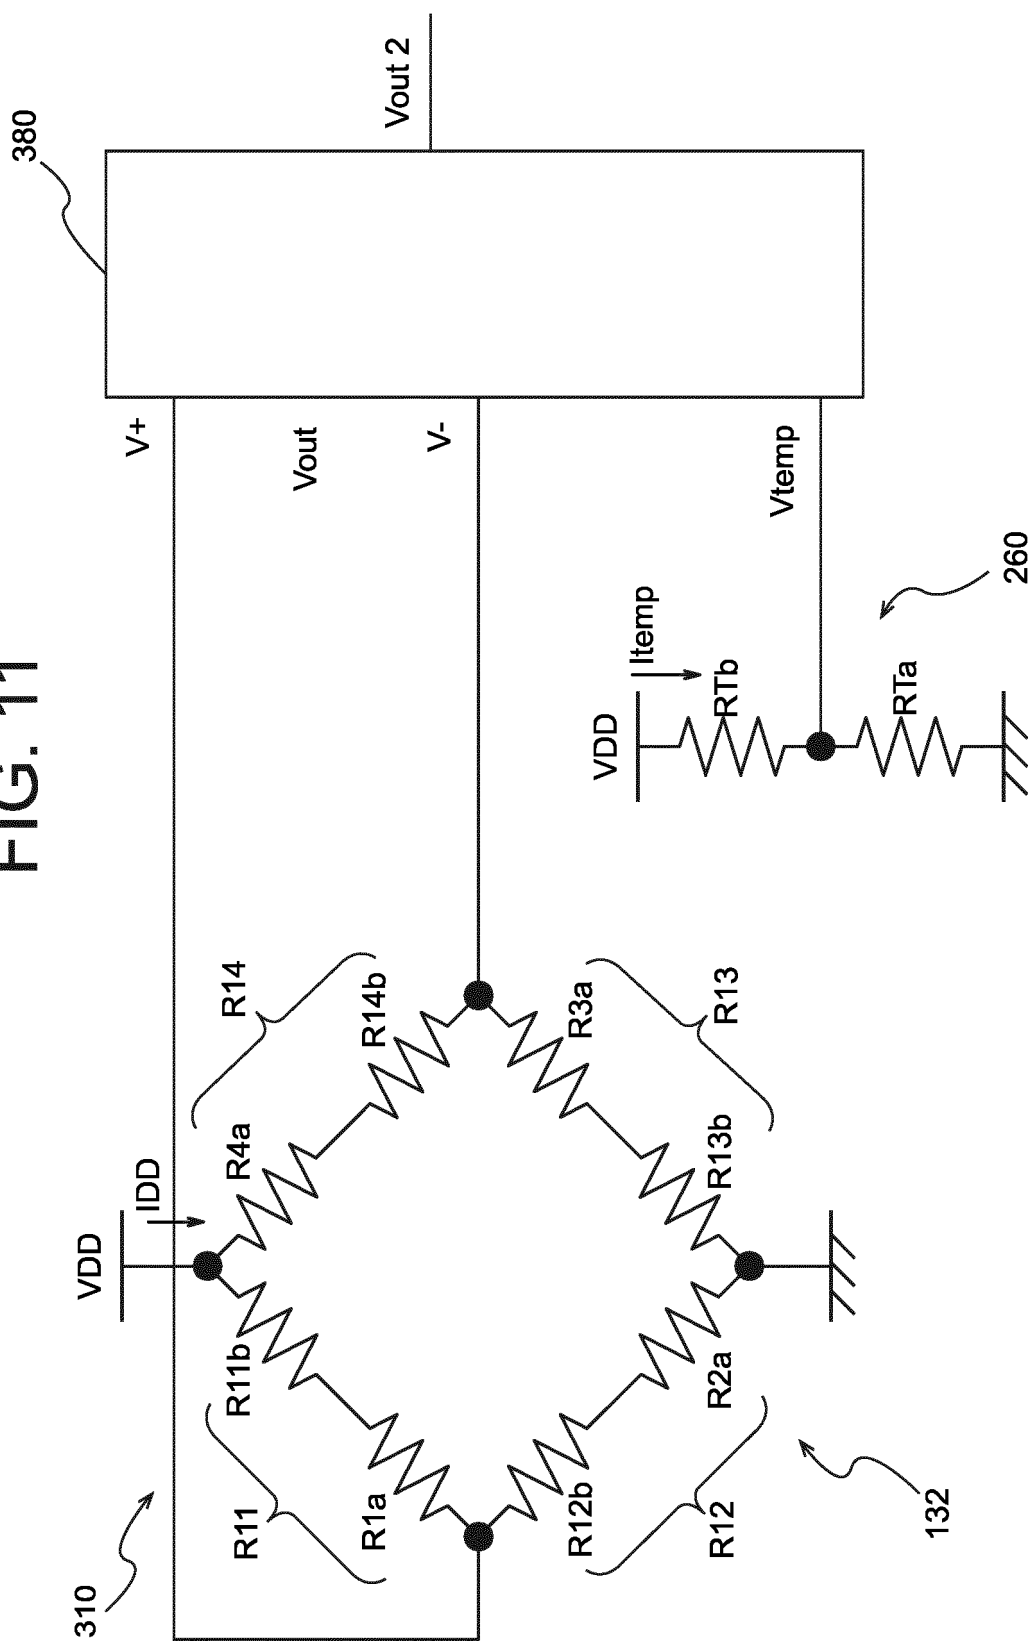 FIG. 11
310
VDD
IDD
R11
R11b
R1a
R14
R4a
R14b
R12b
R2a
R12
R3a
R13b
R13
132
V+
Vout
V-
Vtemp
VDD
Itemp
RTb
RTa
260
380
Vout 2